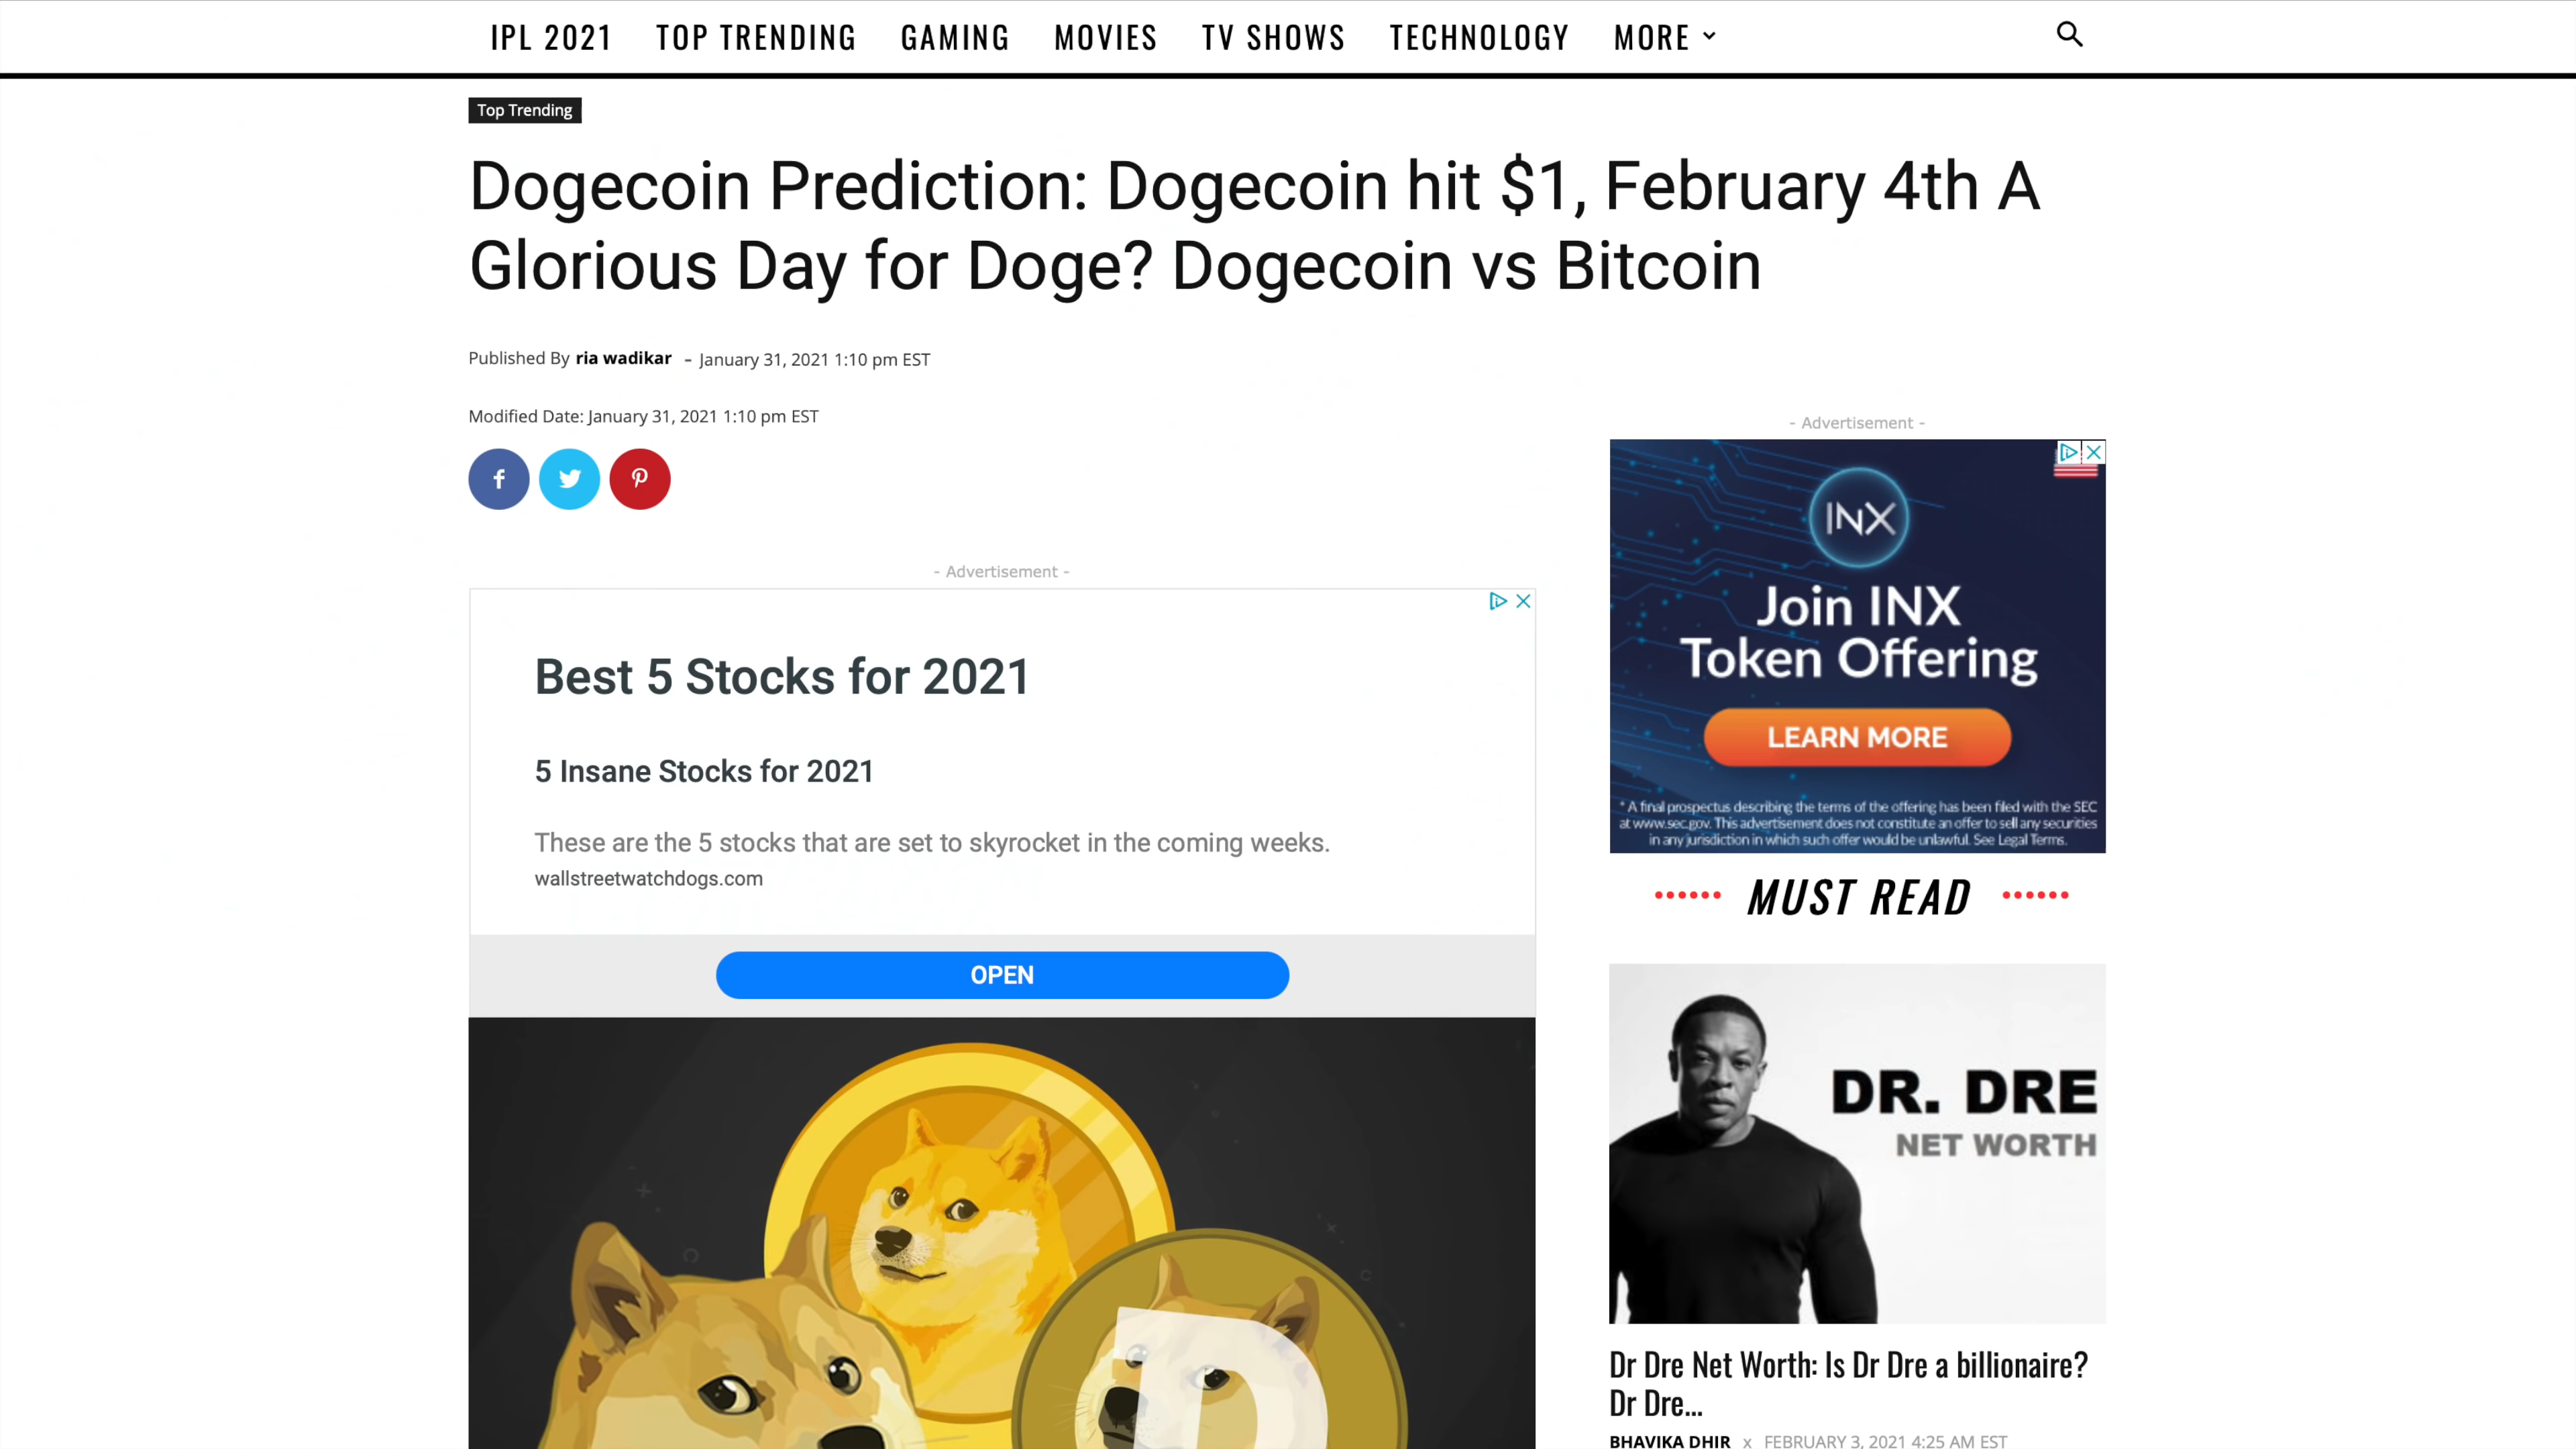 IPL 2021 TOP TRENDING GAMING MOVIES TV SHOWS TECHNOLOGY MORE
Top Trending
Dogecoin Prediction: Dogecoin hit $1, February 4th A
Glorious Day for Doge? Dogecoin vs Bitcoin
Published By ria wadikar - January 31, 2021 1:10 pm EST
Modified Date: January 31, 2021 1:10 pm EST
- Advertisement -
Best 5 Stocks for 2021
5 Insane Stocks for 2021
These are the 5 stocks that are set to skyrocket in the coming weeks.
wallstreetwatchdogs.com
OPEN
D
- Advertisement -
INX
Join INX
Token Offering
LEARN MORE
* A final prospectus describing the terms of the offering has been filed with the SEC
at www.sec.gov. This advertisement does not constitute an offer to sell any securities
in any jurisdiction in which such offer would be unlawful. See Legal Terms.
MUST READ
DR. DRE
NET WORTH
Dr Dre Net Worth: Is Dr Dre a billionaire?
Dr Dre...
BHAVIKA DHIR x FEBRUARY 3, 2021 4:25 AM EST